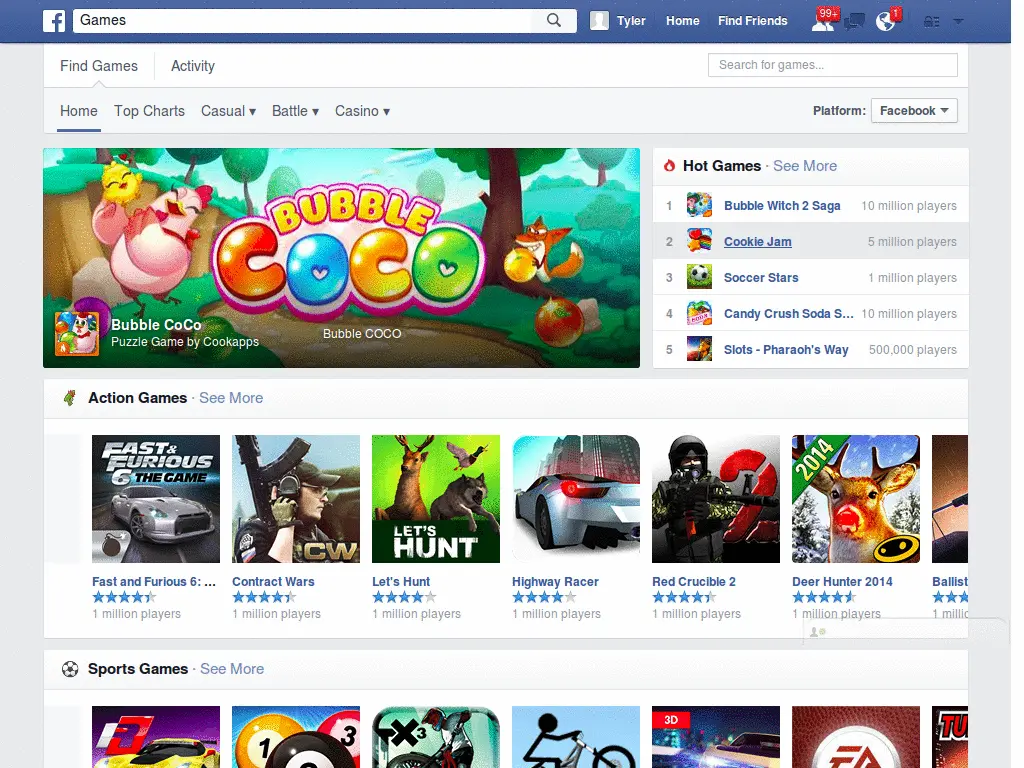 Games
Tyler Home Find Friends 99+ 1
Find Games Activity Search for games...
Home Top Charts Casual ▾ Battle ▾ Casino ▾ Platform: Facebook
BUBBLE
COCO
Bubble CoCo
Puzzle Game by Cookapps
Bubble COCO
Hot Games · See More
1 Bubble Witch 2 Saga 10 million players
2 Cookie Jam 5 million players
3 Soccer Stars 1 million players
4 Candy Crush Soda S... 10 million players
5 Slots - Pharaoh's Way 500,000 players
Action Games · See More
FAST &
FURIOUS
6 THE GAME
CW
LET'S
HUNT
2
2014
Fast and Furious 6: ... Contract Wars Let's Hunt Highway Racer Red Crucible 2 Deer Hunter 2014 Ballist
1 million players 1 million players 1 million players 1 million players 1 million players 1 million players 1 milli
Sports Games · See More
1 3 8
X3
3D
EA
TU